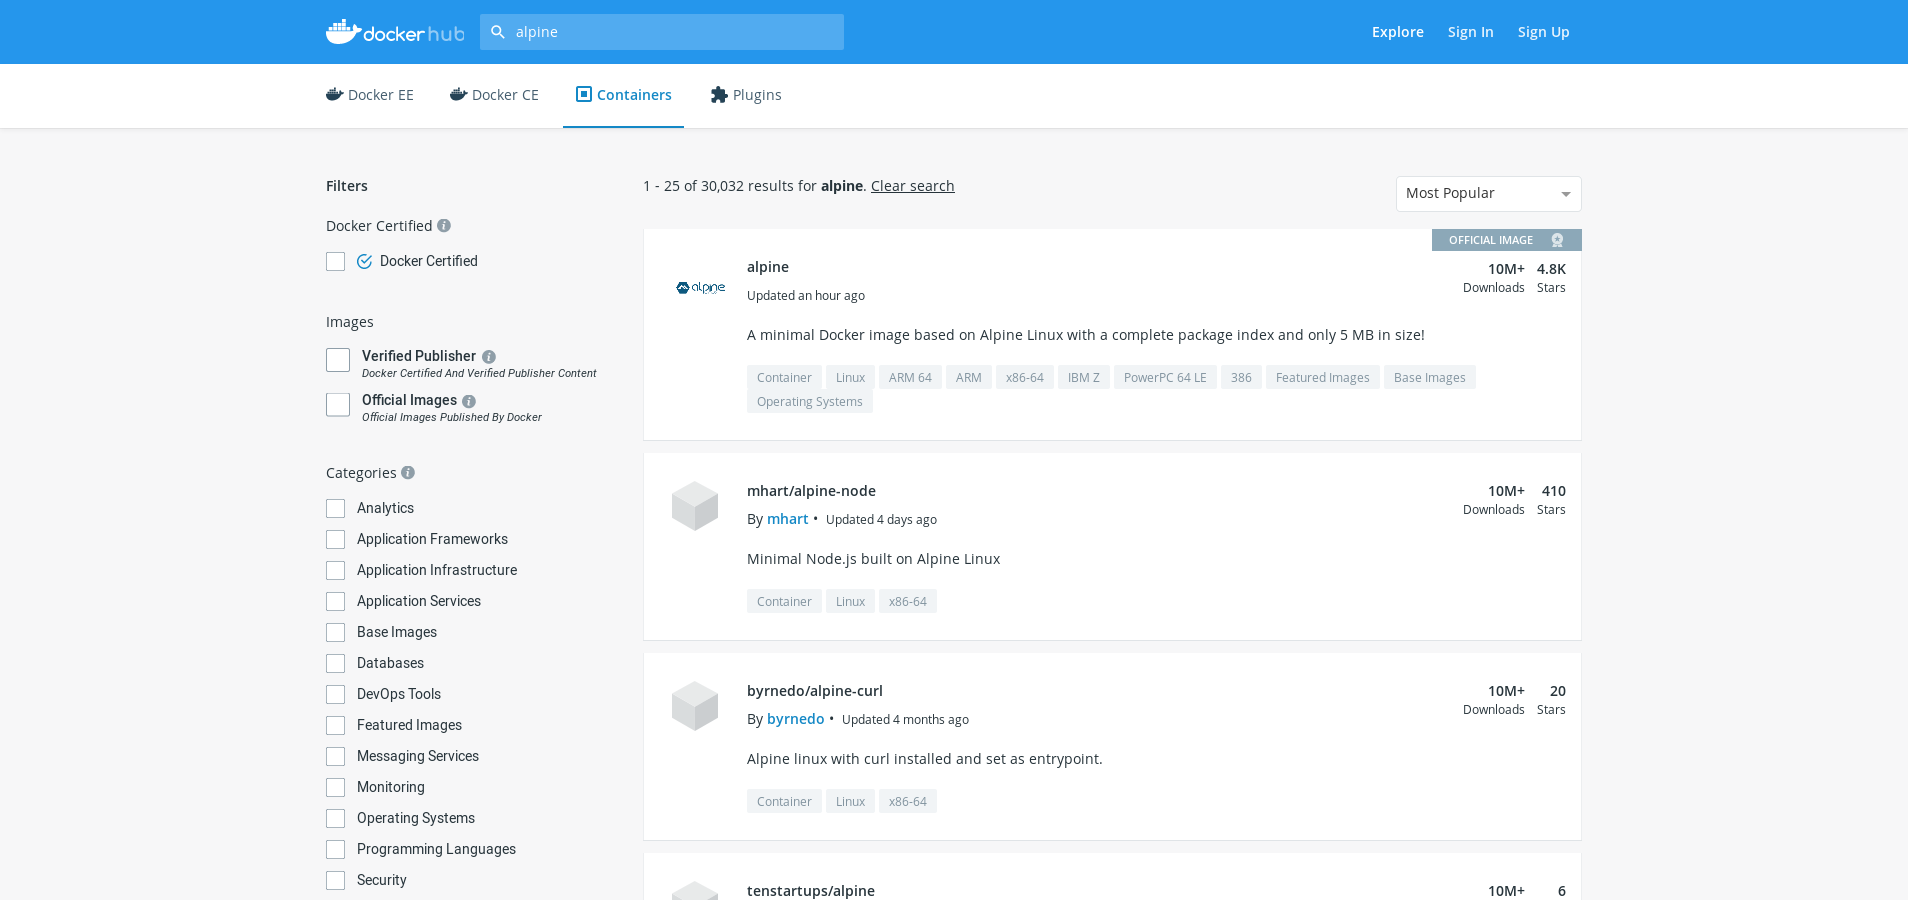 docker hub
alpine
Explore
Sign In
Sign Up
Docker EE
Docker CE
Containers
Plugins
Filters
Docker Certified
Docker Certified
Images
Verified Publisher
Docker Certified And Verified Publisher Content
Official Images
Official Images Published By Docker
Categories
Analytics
Application Frameworks
Application Infrastructure
Application Services
Base Images
Databases
DevOps Tools
Featured Images
Messaging Services
Monitoring
Operating Systems
Programming Languages
Security
1 - 25 of 30,032 results for alpine. Clear search
Most Popular
OFFICIAL IMAGE
alpine
alpine
10M+ 4.8K
Updated an hour ago
Downloads Stars
A minimal Docker image based on Alpine Linux with a complete package index and only 5 MB in size!
Container Linux ARM 64 ARM x86-64 IBM Z PowerPC 64 LE 386 Featured Images Base Images
Operating Systems
mhart/alpine-node
10M+ 410
By mhart • Updated 4 days ago
Downloads Stars
Minimal Node.js built on Alpine Linux
Container Linux x86-64
byrnedo/alpine-curl
10M+ 20
By byrnedo • Updated 4 months ago
Downloads Stars
Alpine linux with curl installed and set as entrypoint.
Container Linux x86-64
tenstartups/alpine
10M+ 6